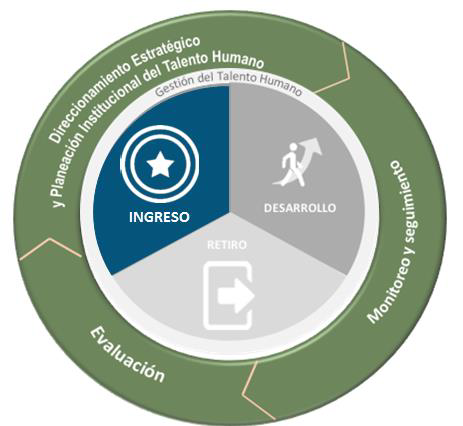 Direccionamiento Estratégico
y Planeación Institucional del Talento Humano
Gestión del Talento Humano
INGRESO
DESARROLLO
RETIRO
Monitoreo y seguimiento
Evaluación